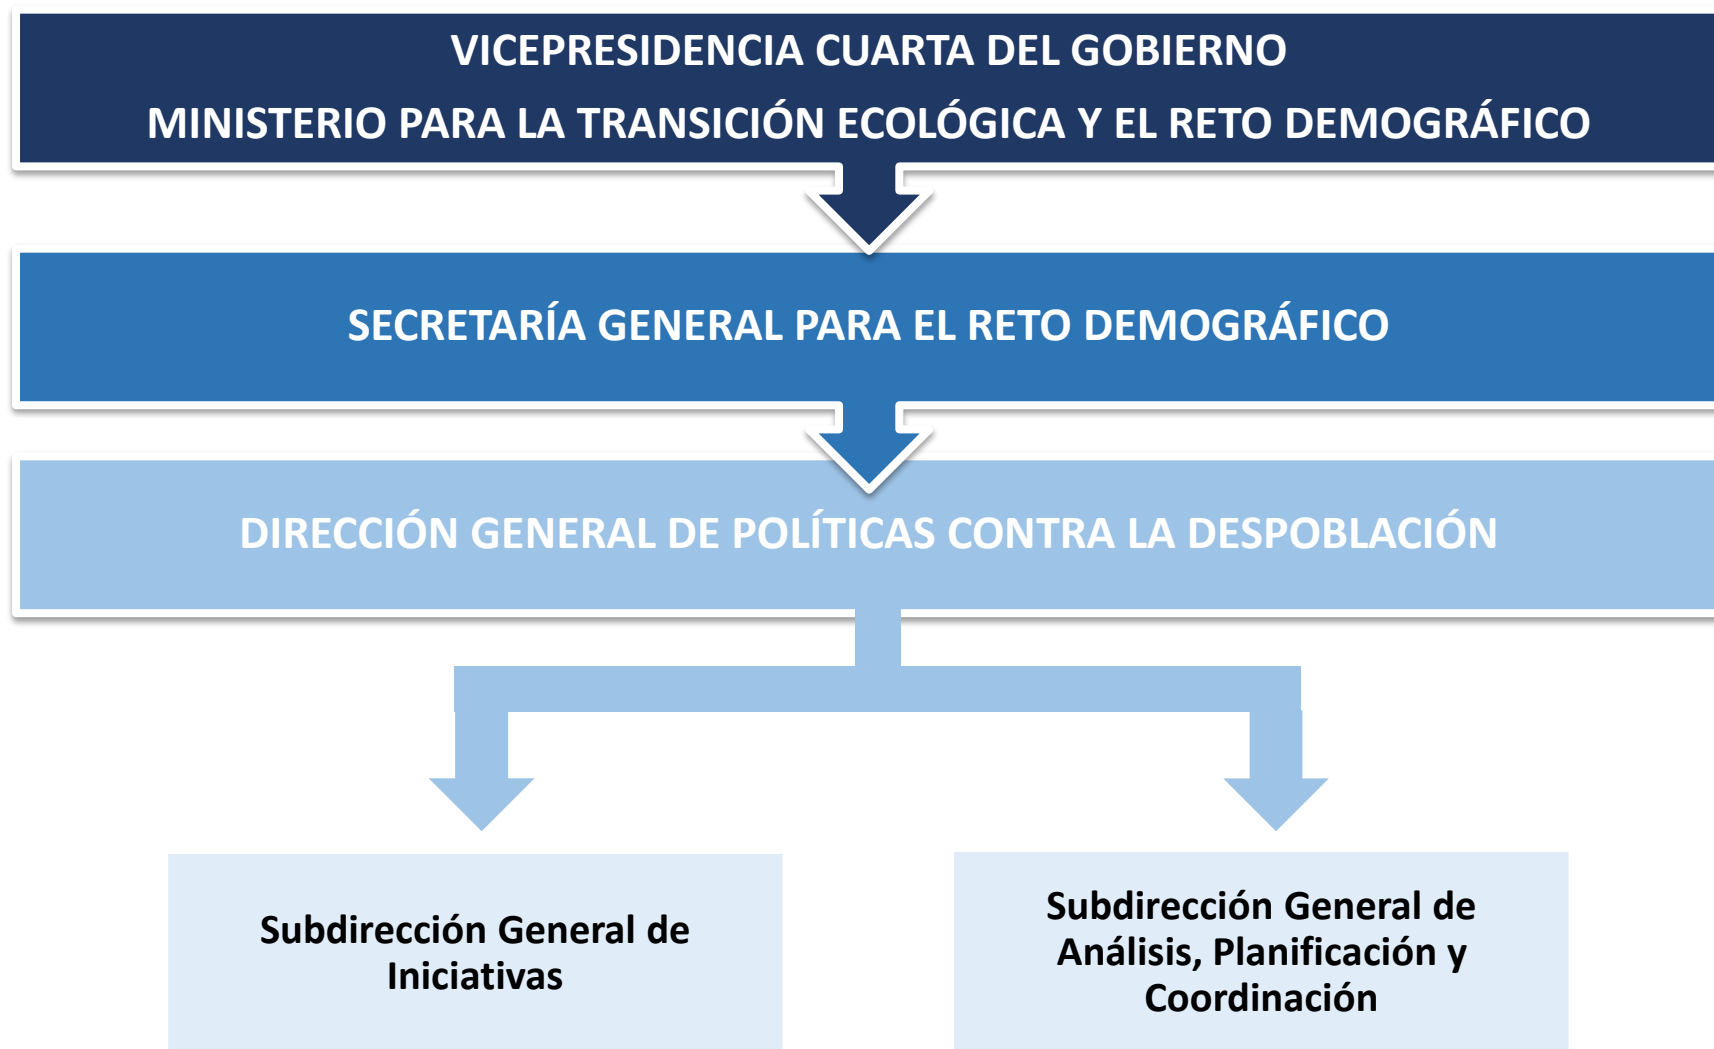 VICEPRESIDENCIA CUARTA DEL GOBIERNO
MINISTERIO PARA LA TRANSICIÓN ECOLÓGICA Y EL RETO DEMOGRÁFICO
SECRETARÍA GENERAL PARA EL RETO DEMOGRÁFICO
DIRECCIÓN GENERAL DE POLÍTICAS CONTRA LA DESPOBLACIÓN
Subdirección General de
Iniciativas
Subdirección General de
Análisis, Planificación y
Coordinación